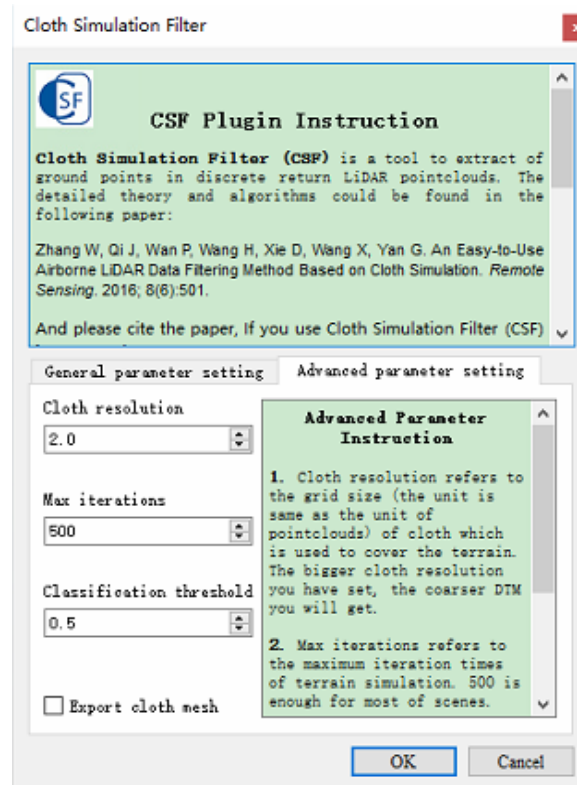 Cloth Simulation Filter
x
CSF
CSF Plugin Instruction
Cloth Simulation Filter (CSF) is a tool to extract of
ground points in discrete return LiDAR pointclouds. The
detailed theory and algorithms could be found in the
following paper:
Zhang W, Qi J, Wan P, Wang H, Xie D, Wang X, Yan G. An Easy-to-Use
Airborne LiDAR Data Filtering Method Based on Cloth Simulation. Remote
Sensing. 2016; 8(6):501.
And please cite the paper, If you use Cloth Simulation Filter (CSF)
General parameter setting
Advanced parameter setting
Cloth resolution
2.0
Max iterations
500
Classification threshold
0.5
Export cloth mesh
Advanced Parameter
Instruction
1. Cloth resolution refers to
the grid size (the unit is
same as the unit of
pointclouds) of cloth which
is used to cover the terrain.
The bigger cloth resolution
you have set, the coarser DTM
you will get.
2. Max iterations refers to
the maximum iteration times
of terrain simulation. 500 is
enough for most of scenes.
OK
Cancel